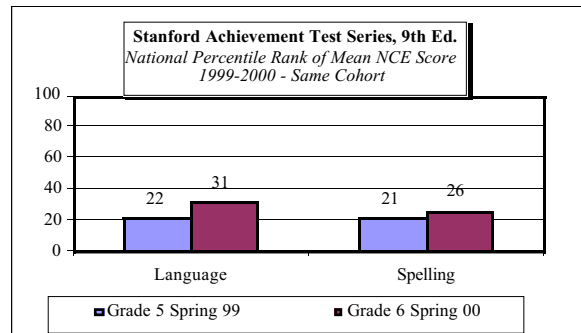 Stanford Achievement Test Series, 9th Ed.
National Percentile Rank of Mean NCE Score
1999-2000 - Same Cohort
100
80
60
40
20
0
22
31
21
26
Language
Spelling
Grade 5 Spring 99
Grade 6 Spring 00